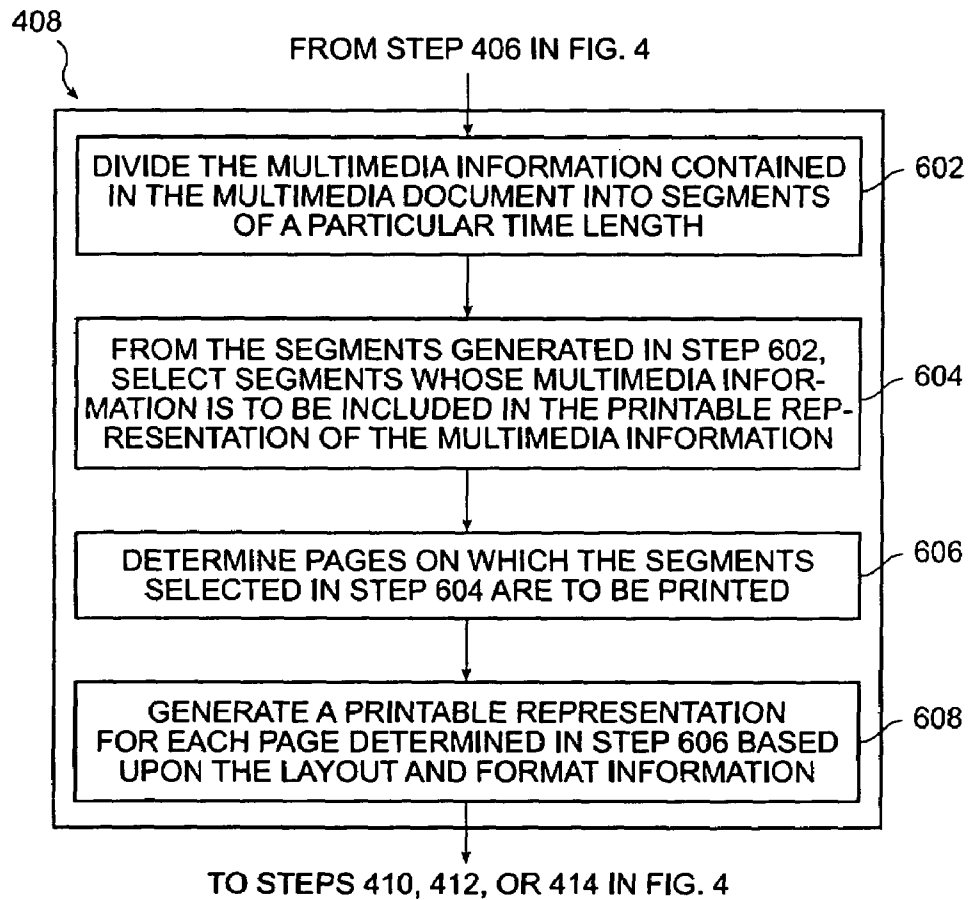 408
FROM STEP 406 IN FIG. 4
DIVIDE THE MULTIMEDIA INFORMATION CONTAINED
IN THE MULTIMEDIA DOCUMENT INTO SEGMENTS
OF A PARTICULAR TIME LENGTH
602
FROM THE SEGMENTS GENERATED IN STEP 602,
SELECT SEGMENTS WHOSE MULTIMEDIA INFOR-
MATION IS TO BE INCLUDED IN THE PRINTABLE REP-
RESENTATION OF THE MULTIMEDIA INFORMATION
604
DETERMINE PAGES ON WHICH THE SEGMENTS
SELECTED IN STEP 604 ARE TO BE PRINTED
606
GENERATE A PRINTABLE REPRESENTATION
FOR EACH PAGE DETERMINED IN STEP 606 BASED
UPON THE LAYOUT AND FORMAT INFORMATION
608
TO STEPS 410, 412, OR 414 IN FIG. 4